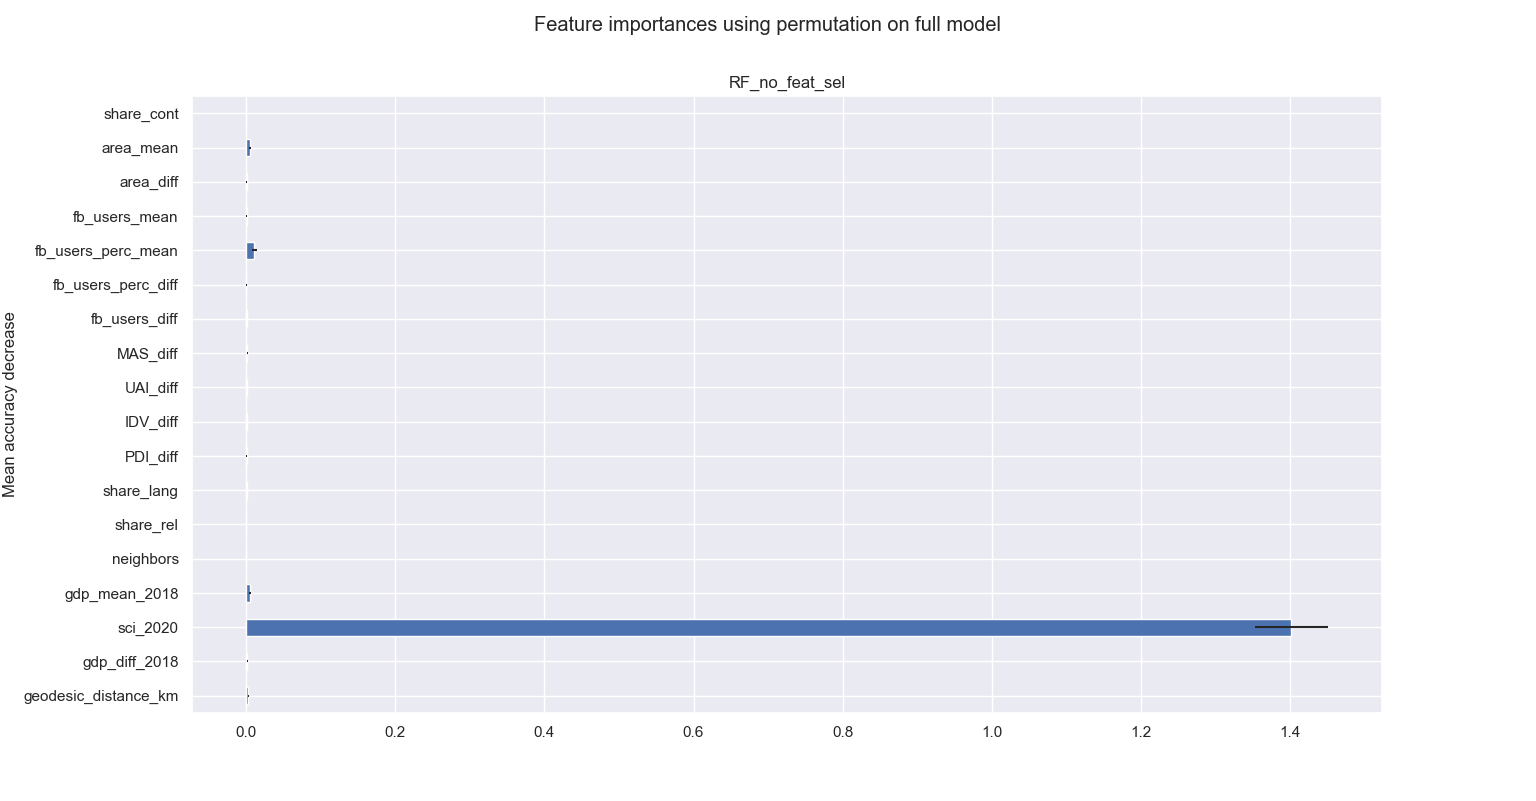 Feature importances using permutation on full model
RF_no_feat_sel
Mean accuracy decrease
share_cont
area_mean
area_diff
fb_users_mean
fb_users_perc_mean
fb_users_perc_diff
fb_users_diff
MAS_diff
UAI_diff
IDV_diff
PDI_diff
share_lang
share_rel
neighbors
gdp_mean_2018
sci_2020
gdp_diff_2018
geodesic_distance_km
0.0 0.2 0.4 0.6 0.8 1.0 1.2 1.4